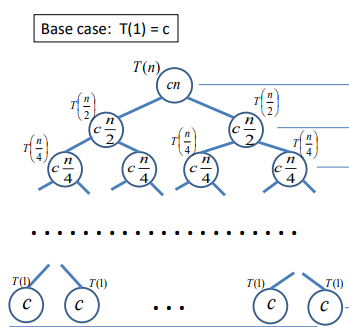 Base case: T(1) = c
T(n)
cn
T(n/2)
T(n/2)
c n/2
c n/2
T(n/4)
T(n/4)
T(n/4)
c n/4
c n/4
c n/4
c n/4
. . . . . . . . . . . . . . . . . . . . .
T(1)
T(1)
T(1)
T(1)
c
c
. . .
c
c